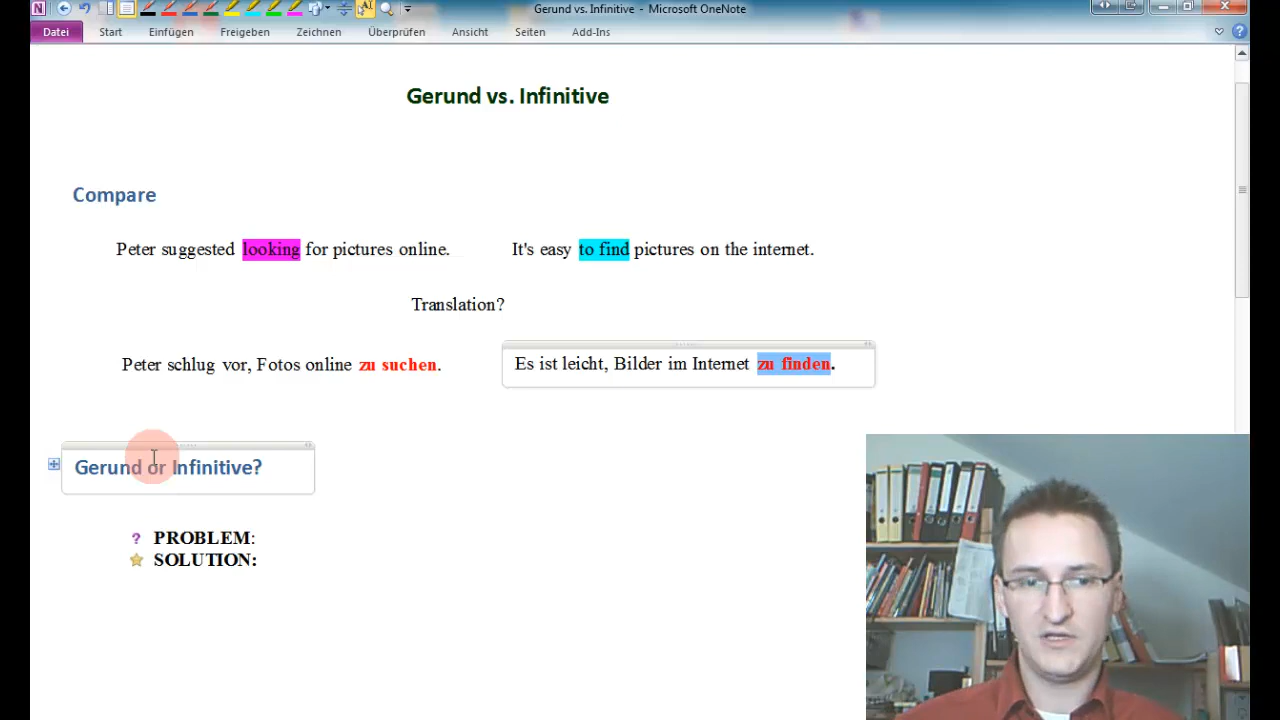 Gerund vs. Infinitive - Microsoft OneNote
Datei Start Einfügen Freigeben Zeichnen Überprüfen Ansicht Seiten Add-Ins
Gerund vs. Infinitive
Compare
Peter suggested looking for pictures online. It's easy to find pictures on the internet.
Translation?
Peter schlug vor, Fotos online zu suchen. Es ist leicht, Bilder im Internet zu finden.
Gerund or Infinitive?
? PROBLEM:
SOLUTION: